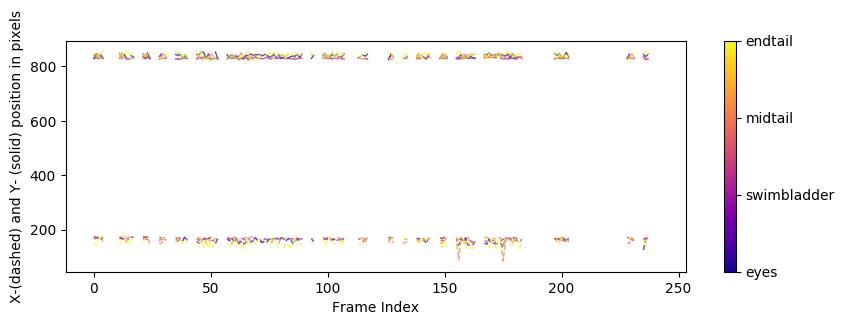 X-(dashed) and Y- (solid) position in pixels
800
600
400
200
0
50
100
150
200
250
Frame Index
endtail
midtail
swimbladder
eyes